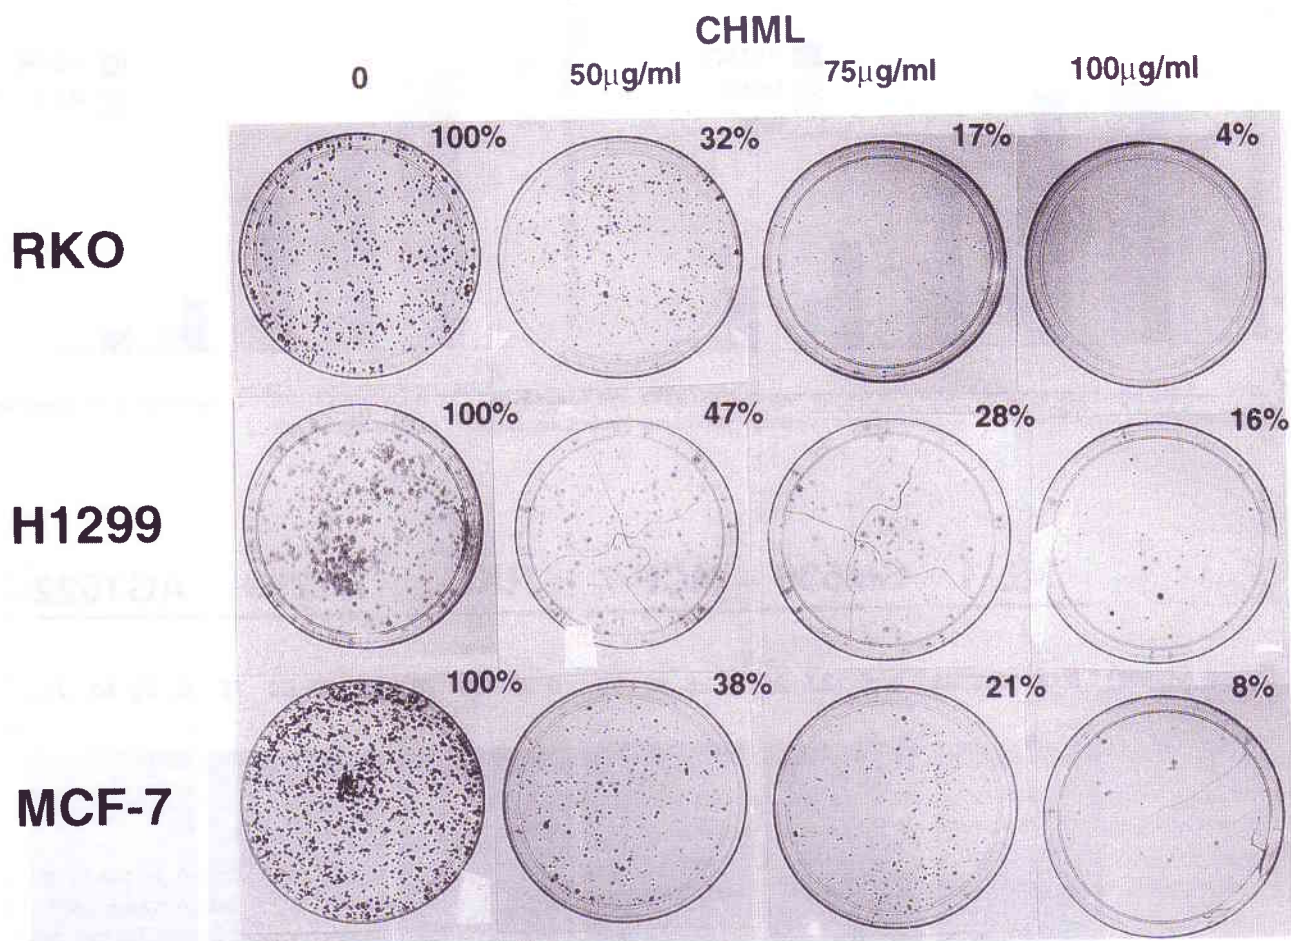 CHML
0 50µg/ml 75µg/ml 100µg/ml
RKO 100% 32% 17% 4%
H1299 100% 47% 28% 16%
AG1522
MCF-7 100% 38% 21% 8%